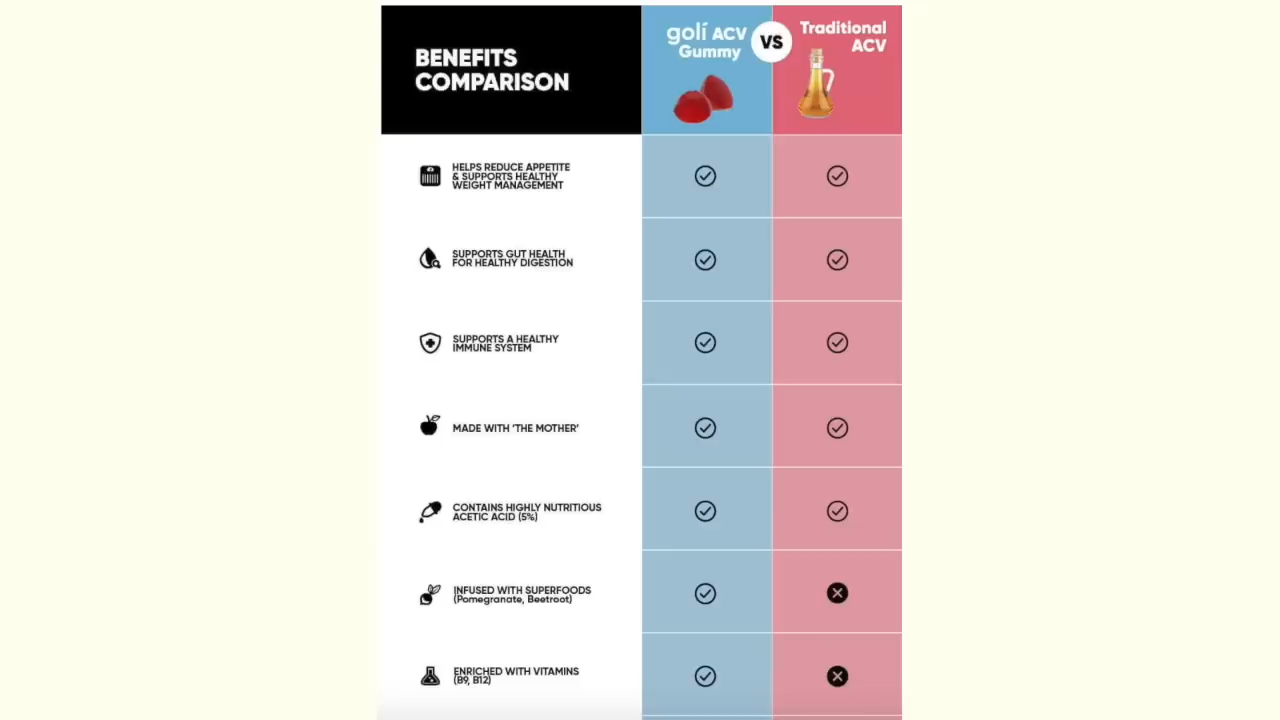 BENEFITS
COMPARISON
golí ACV
Gummy
VS
Traditional
ACV
HELPS REDUCE APPETITE
& SUPPORTS HEALTHY
WEIGHT MANAGEMENT
SUPPORTS GUT HEALTH
FOR HEALTHY DIGESTION
SUPPORTS A HEALTHY
IMMUNE SYSTEM
MADE WITH 'THE MOTHER'
CONTAINS HIGHLY NUTRITIOUS
ACETIC ACID (5%)
INFUSED WITH SUPERFOODS
(Pomegranate, Beetroot)
ENRICHED WITH VITAMINS
(B9, B12)